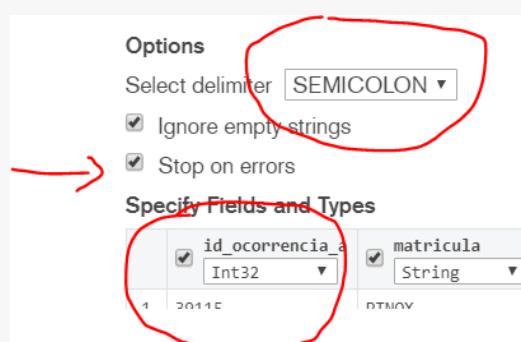 Options
Select delimiter SEMICOLON
Ignore empty strings
Stop on errors
Specify Fields and Types
id_ocorrencia_a matricula
Int32 String
1 39115 PTNQX